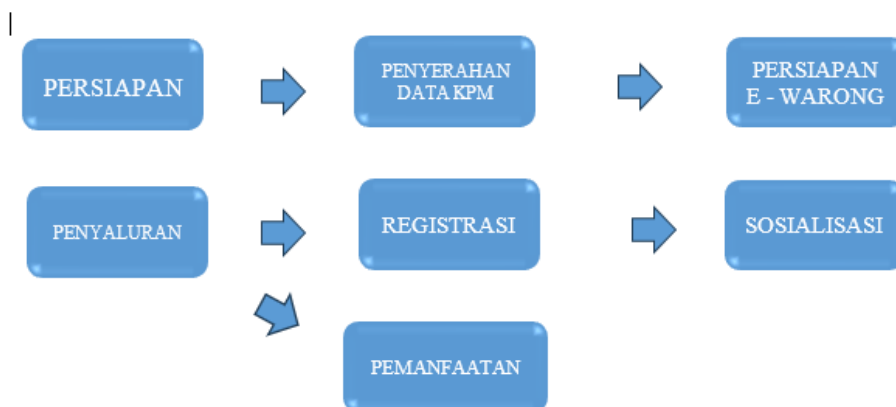 PERSIAPAN
PENYERAHAN
DATA KPM
PERSIAPAN
E - WARONG
PENYALURAN
REGISTRASI
SOSIALISASI
PEMANFAATAN